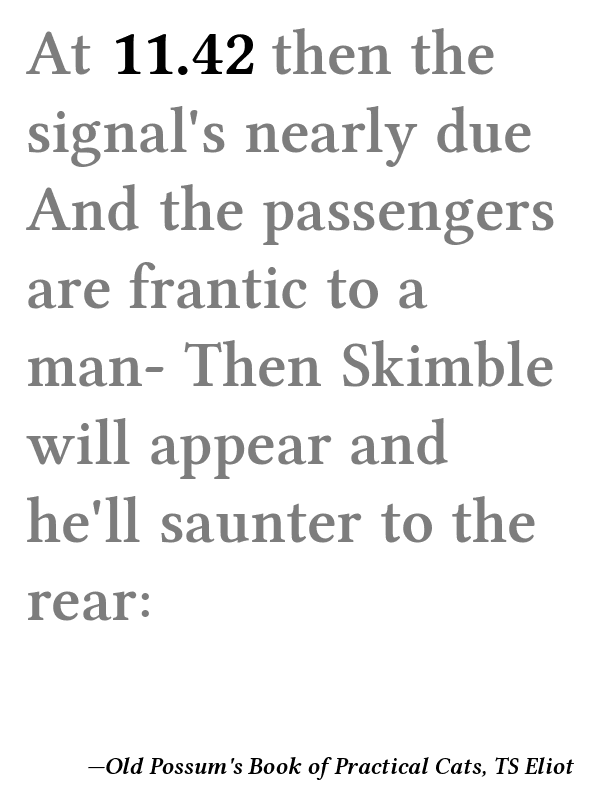 At 11.42 then the
signal's nearly due
And the passengers
are frantic to a
man- Then Skimble
will appear and
he'll saunter to the
rear:
—Old Possum's Book of Practical Cats, TS Eliot